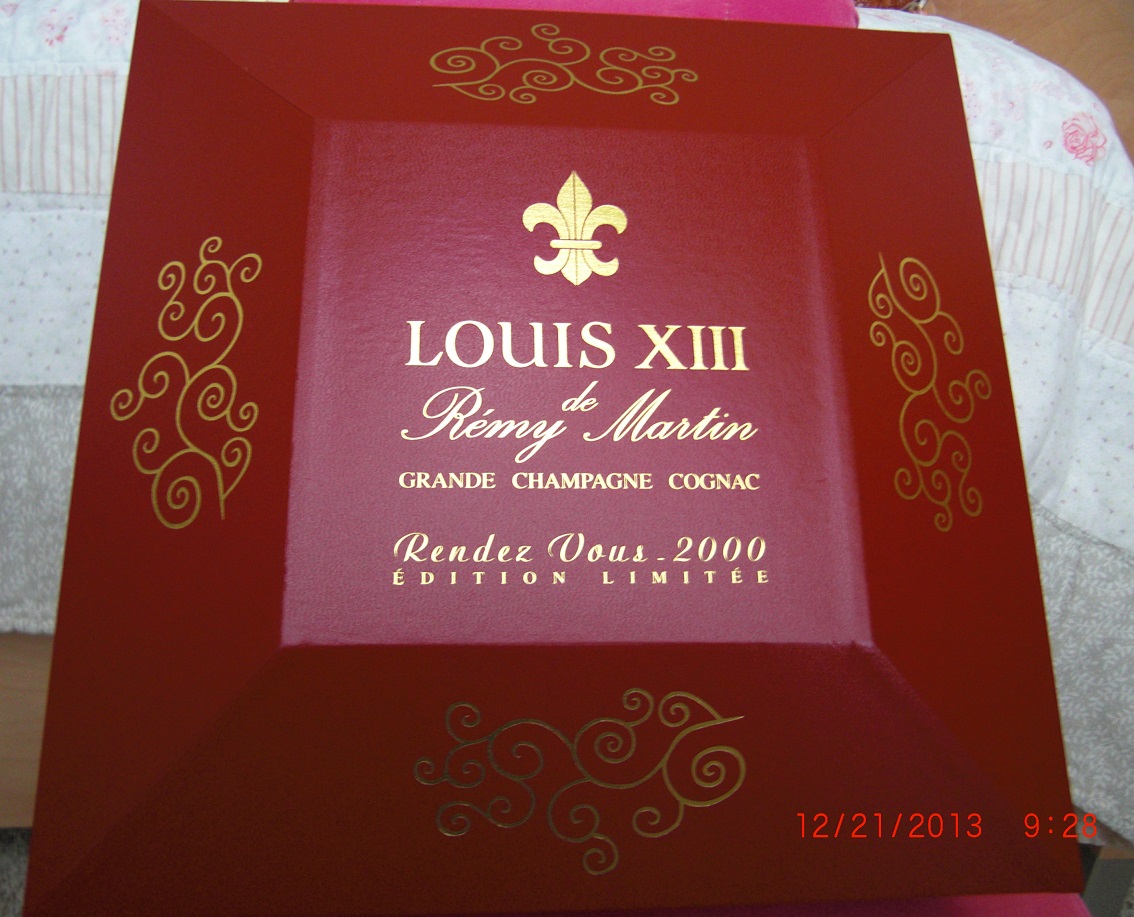 LOUIS XIII
de
Rémy Martin
GRANDE CHAMPAGNE COGNAC
Rendez Vous - 2000
ÉDITION LIMITÉE
12/21/2013 9:28